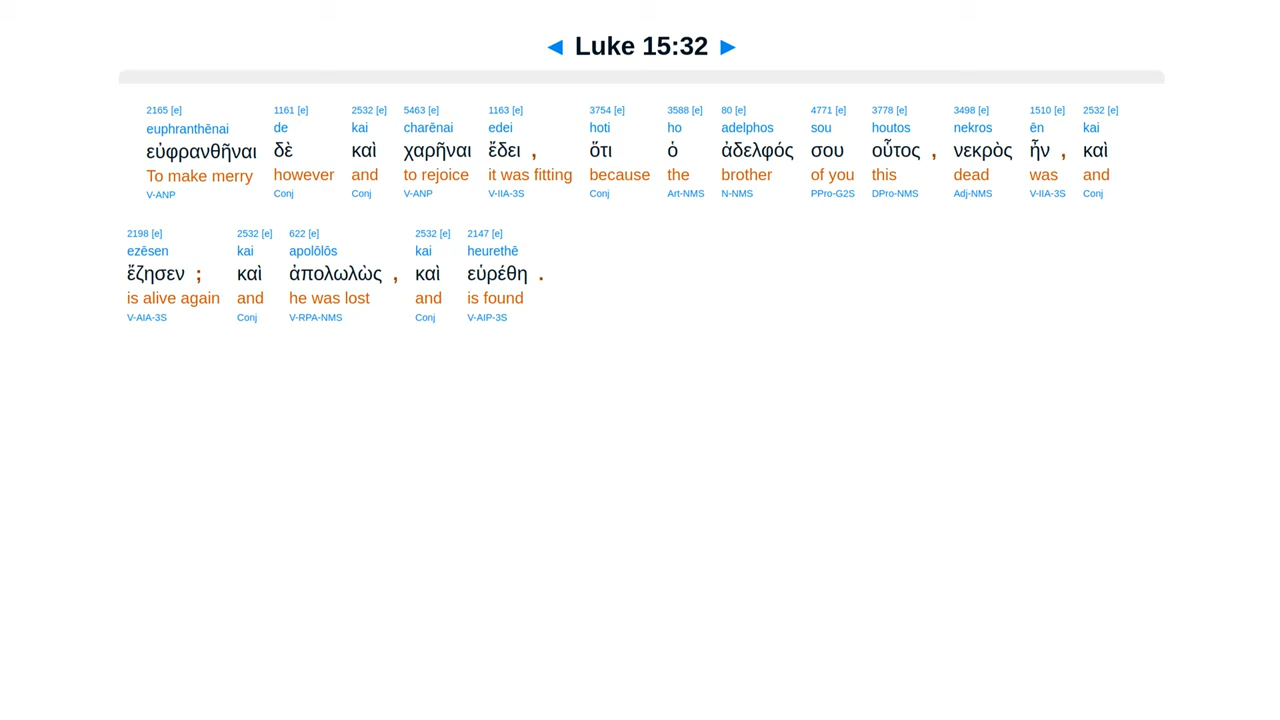 ◄ Luke 15:32 ►
2165 [e] 1161 [e] 2532 [e] 5463 [e] 1163 [e] 3754 [e] 3588 [e] 80 [e] 4771 [e] 3778 [e] 3498 [e] 1510 [e] 2532 [e]
euphranthēnai de kai charēnai edei hoti ho adelphos sou houtos nekros ēn kai
εὐφρανθῆναι δὲ καὶ χαρῆναι ἔδει , ὅτι ὁ ἀδελφός σου οὗτος , νεκρὸς ἦν , καὶ
To make merry however and to rejoice it was fitting because the brother of you this dead was and
V-ANP Conj Conj V-ANP V-IIA-3S Conj Art-NMS N-NMS PPro-G2S DPro-NMS Adj-NMS V-IIA-3S Conj
2198 [e] 2532 [e] 622 [e] 2532 [e] 2147 [e]
ezēsen kai apolōlōs kai heurethē
ἔζησεν ; καὶ ἀπολωλὼς , καὶ εὑρέθη .
is alive again and he was lost and is found
V-AIA-3S Conj V-RPA-NMS Conj V-AIP-3S